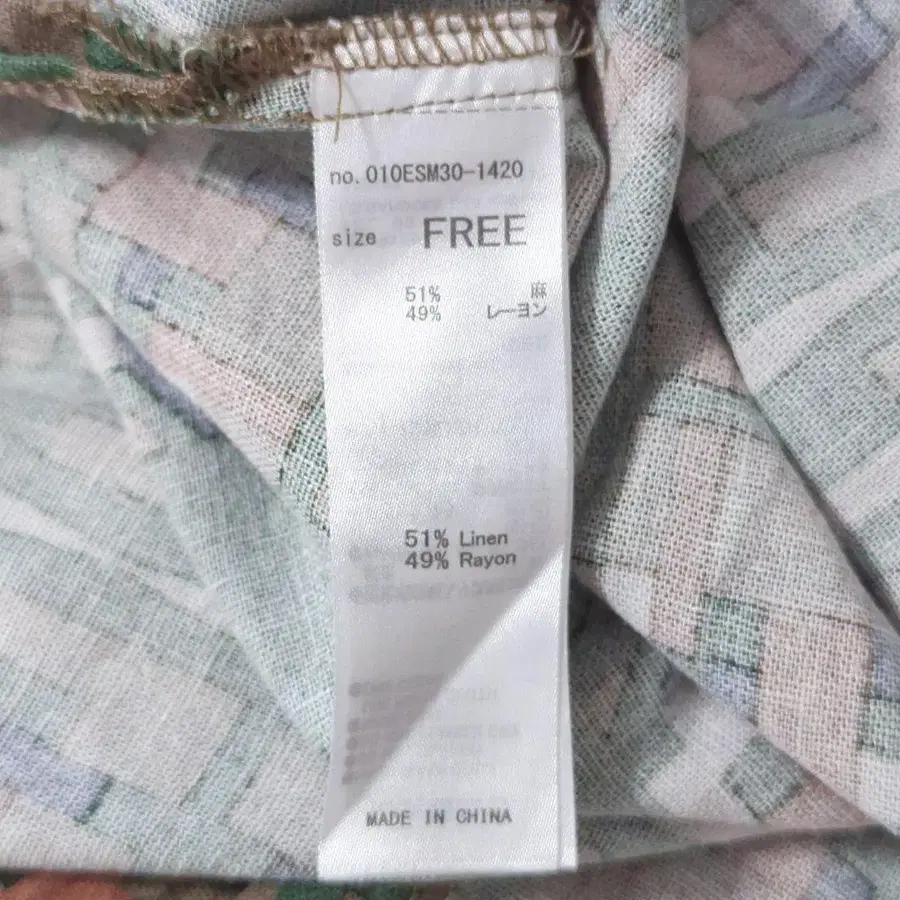 no. 010ESM30-1420
size FREE
51% 麻
49% レーヨン
51% Linen
49% Rayon
MADE IN CHINA